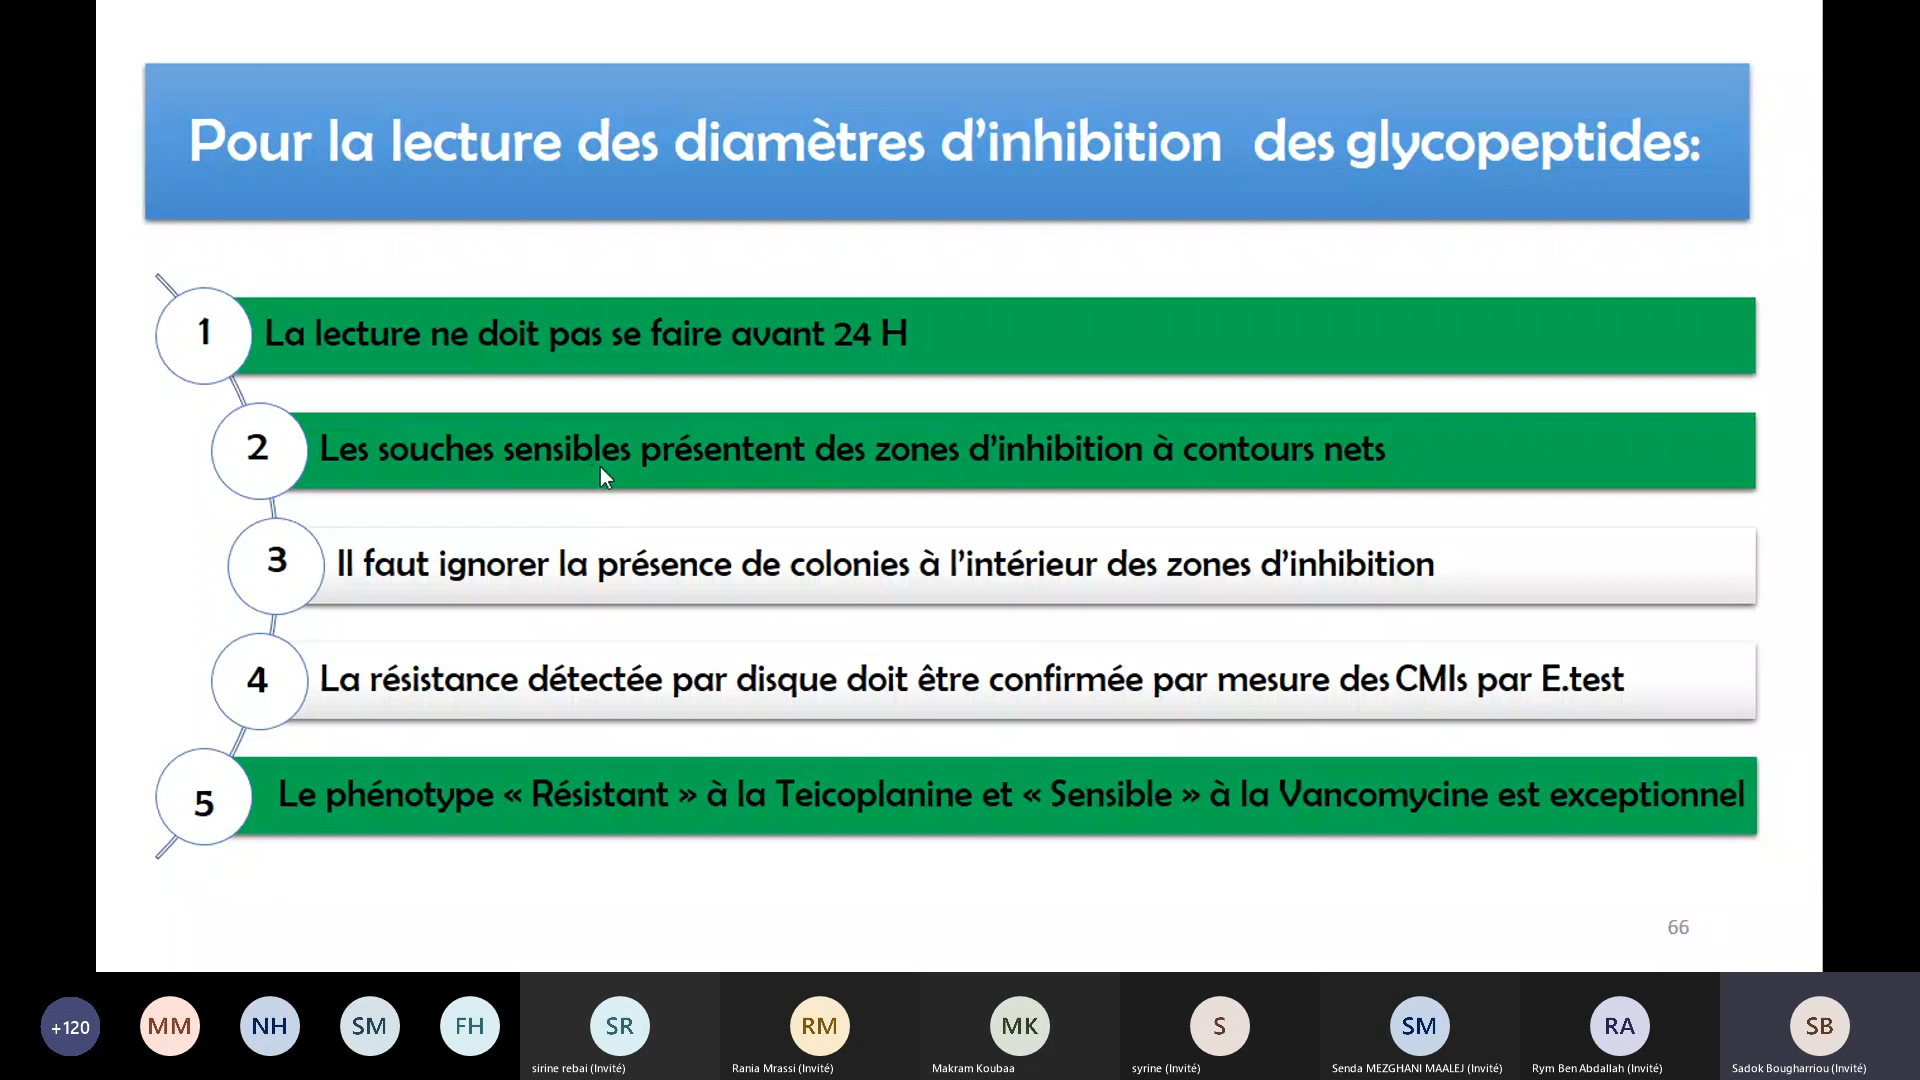 Pour la lecture des diamètres d'inhibition des glycopeptides:
1
La lecture ne doit pas se faire avant 24 H
2
Les souches sensibles présentent des zones d'inhibition à contours nets
3
Il faut ignorer la présence de colonies à l'intérieur des zones d'inhibition
4
La résistance détectée par disque doit être confirmée par mesure des CMIs par E.test
5
Le phénotype « Résistant » à la Teicoplanine et « Sensible » à la Vancomycine est exceptionnel
66
+120
MM
NH
SM
FH
SR
RM
MK
S
SM
RA
SB
sirine rebai (Invité)
Rania Mrassi (Invité)
Makram Koubaa
syrine (Invité)
Senda MEZGHANI MAALEJ (Invité)
Rym Ben Abdallah (Invité)
Sadok Bougharriou (Invité)